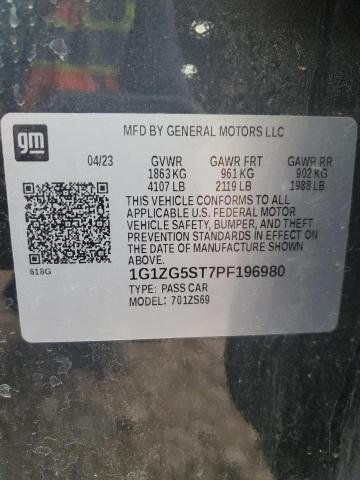 gm
MFD BY GENERAL MOTORS LLC
04/23 GVWR GAWR FRT GAWR RR
1863 KG 961 KG 902 KG
4107 LB 2119 LB 1988 LB
THIS VEHICLE CONFORMS TO ALL
APPLICABLE U.S. FEDERAL MOTOR
VEHICLE SAFETY, BUMPER, AND THEFT
PREVENTION STANDARDS IN EFFECT ON
THE DATE OF MANUFACTURE SHOWN
ABOVE.
618G
1G1ZG5ST7PF196980
TYPE: PASS CAR
MODEL: 701ZS69